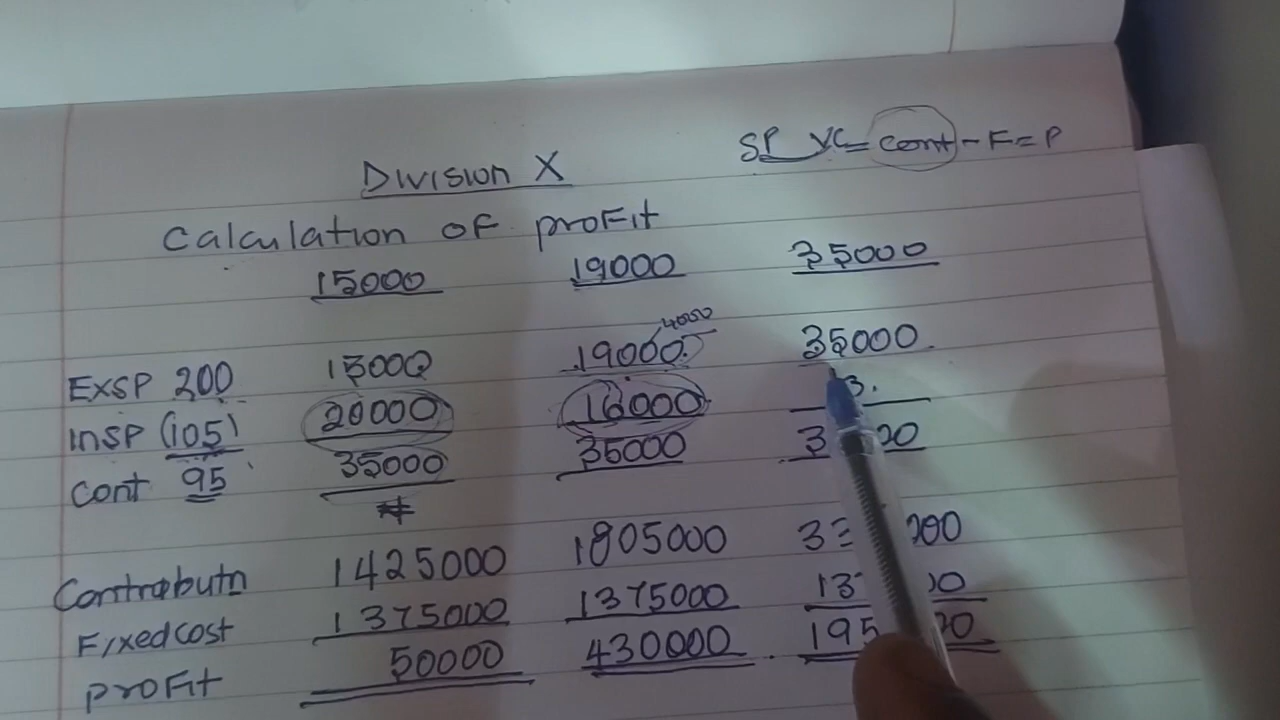 SP VC = cont - F = P
Division X
Calculation of profit
15000 19000 35000
4000
EXSP 200 15000 19000 35000
INSP (105) 20000 16000
Cont 95 35000 35000
Contrabutn 1425000 1805000
Fixedcost 1375000 1375000
profit 50000 430000